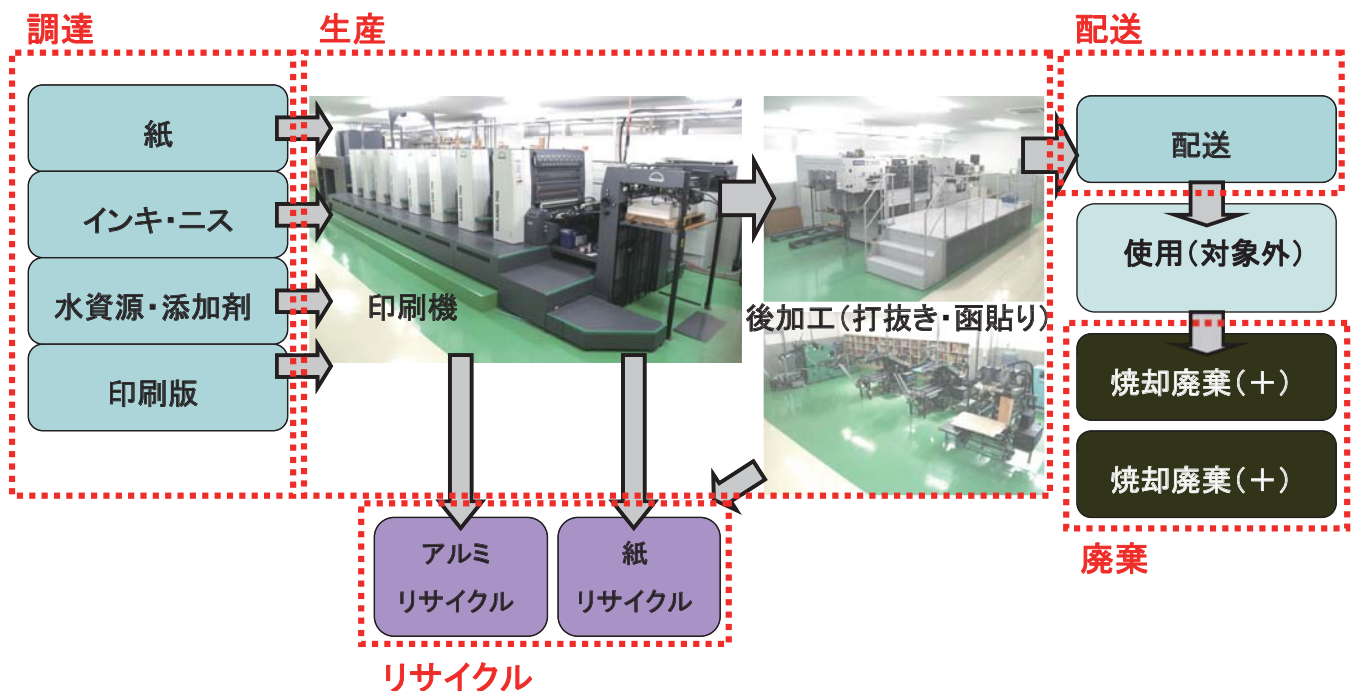 調達
生産
配送
紙
インキ・ニス
水資源・添加剤
印刷版
印刷機
後加工(打抜き・函貼り)
配送
使用(対象外)
焼却廃棄(+)
焼却廃棄(+)
廃棄
アルミ
リサイクル
紙
リサイクル
リサイクル